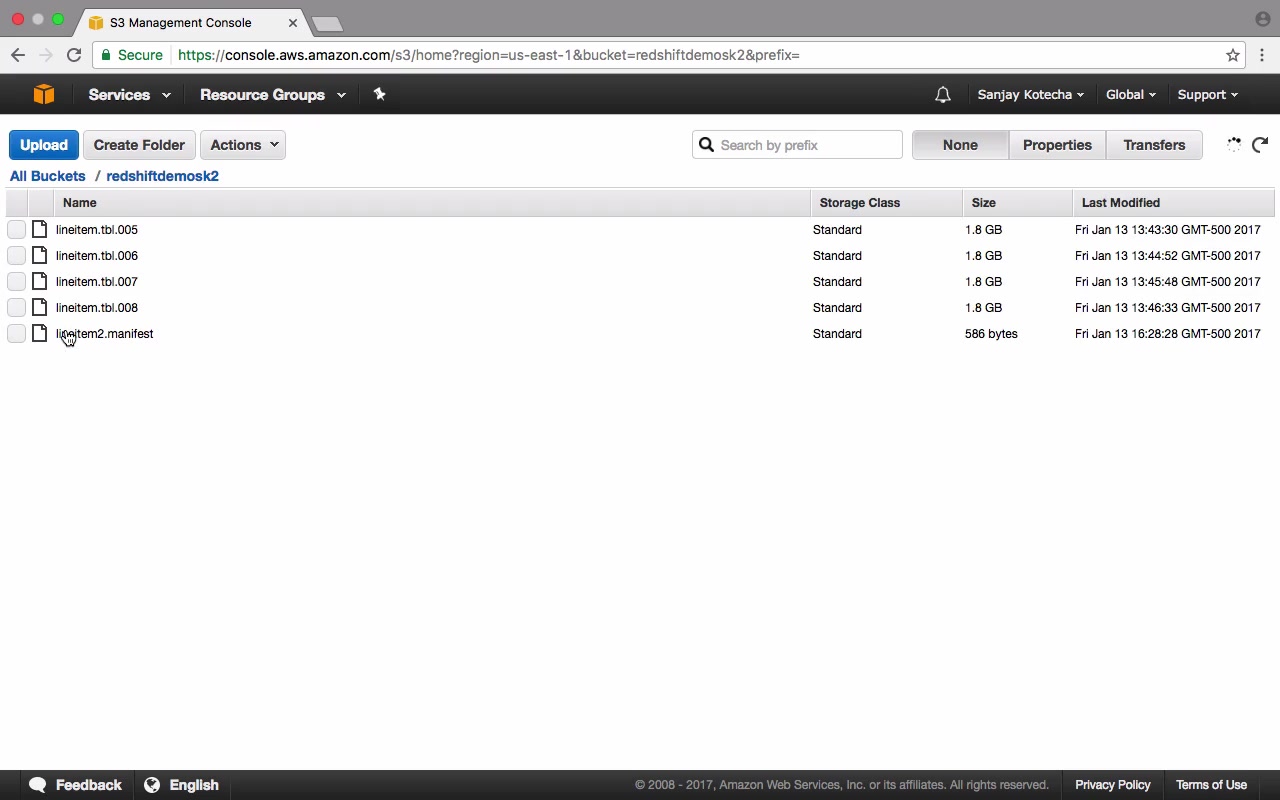 S3 Management Console
Secure https://console.aws.amazon.com/s3/home?region=us-east-1&bucket=redshiftdemosk2&prefix=
Services Resource Groups Sanjay Kotecha Global Support
Upload Create Folder Actions Search by prefix None Properties Transfers
All Buckets / redshiftdemosk2
Name Storage Class Size Last Modified
lineitem.tbl.005 Standard 1.8 GB Fri Jan 13 13:43:30 GMT-500 2017
lineitem.tbl.006 Standard 1.8 GB Fri Jan 13 13:44:52 GMT-500 2017
lineitem.tbl.007 Standard 1.8 GB Fri Jan 13 13:45:48 GMT-500 2017
lineitem.tbl.008 Standard 1.8 GB Fri Jan 13 13:46:33 GMT-500 2017
lineitem2.manifest Standard 586 bytes Fri Jan 13 16:28:28 GMT-500 2017
Feedback English © 2008 - 2017, Amazon Web Services, Inc. or its affiliates. All rights reserved. Privacy Policy Terms of Use